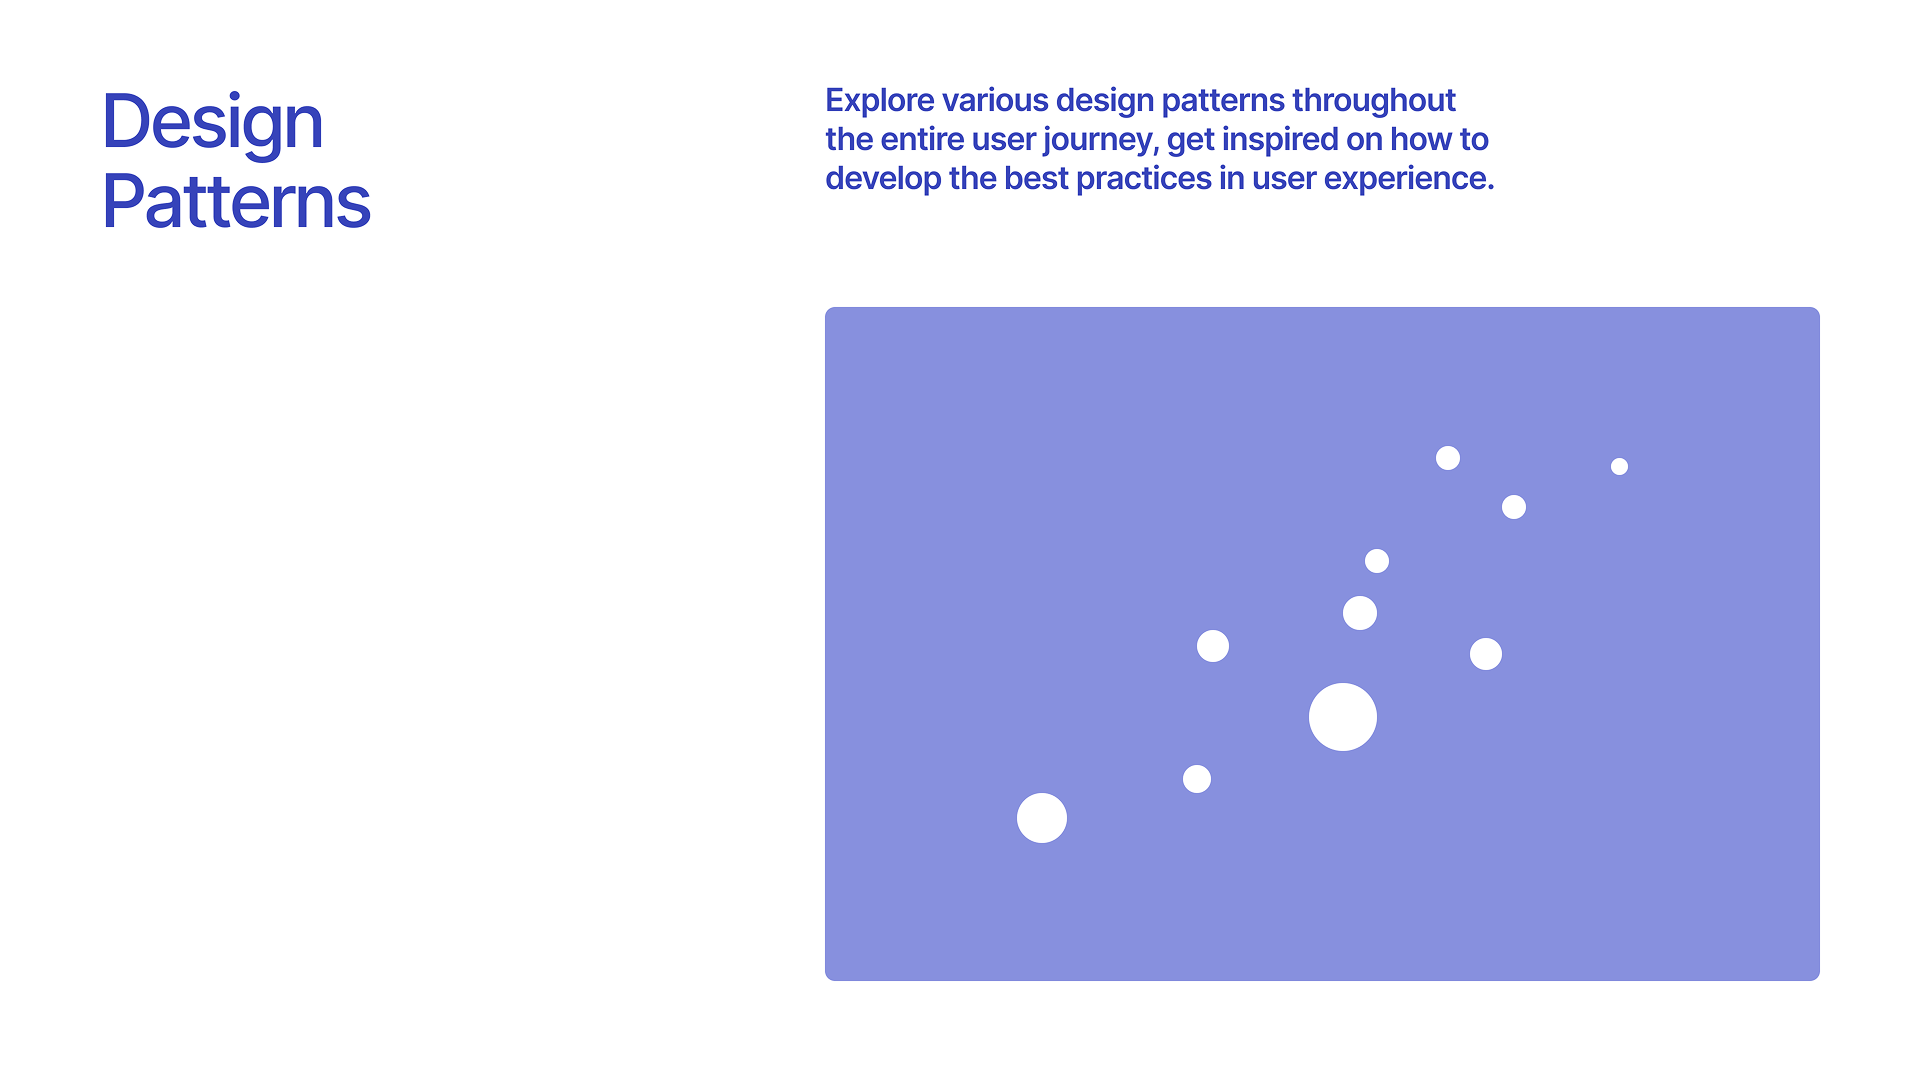 Design
Patterns
Explore various design patterns throughout
the entire user journey, get inspired on how to
develop the best practices in user experience.